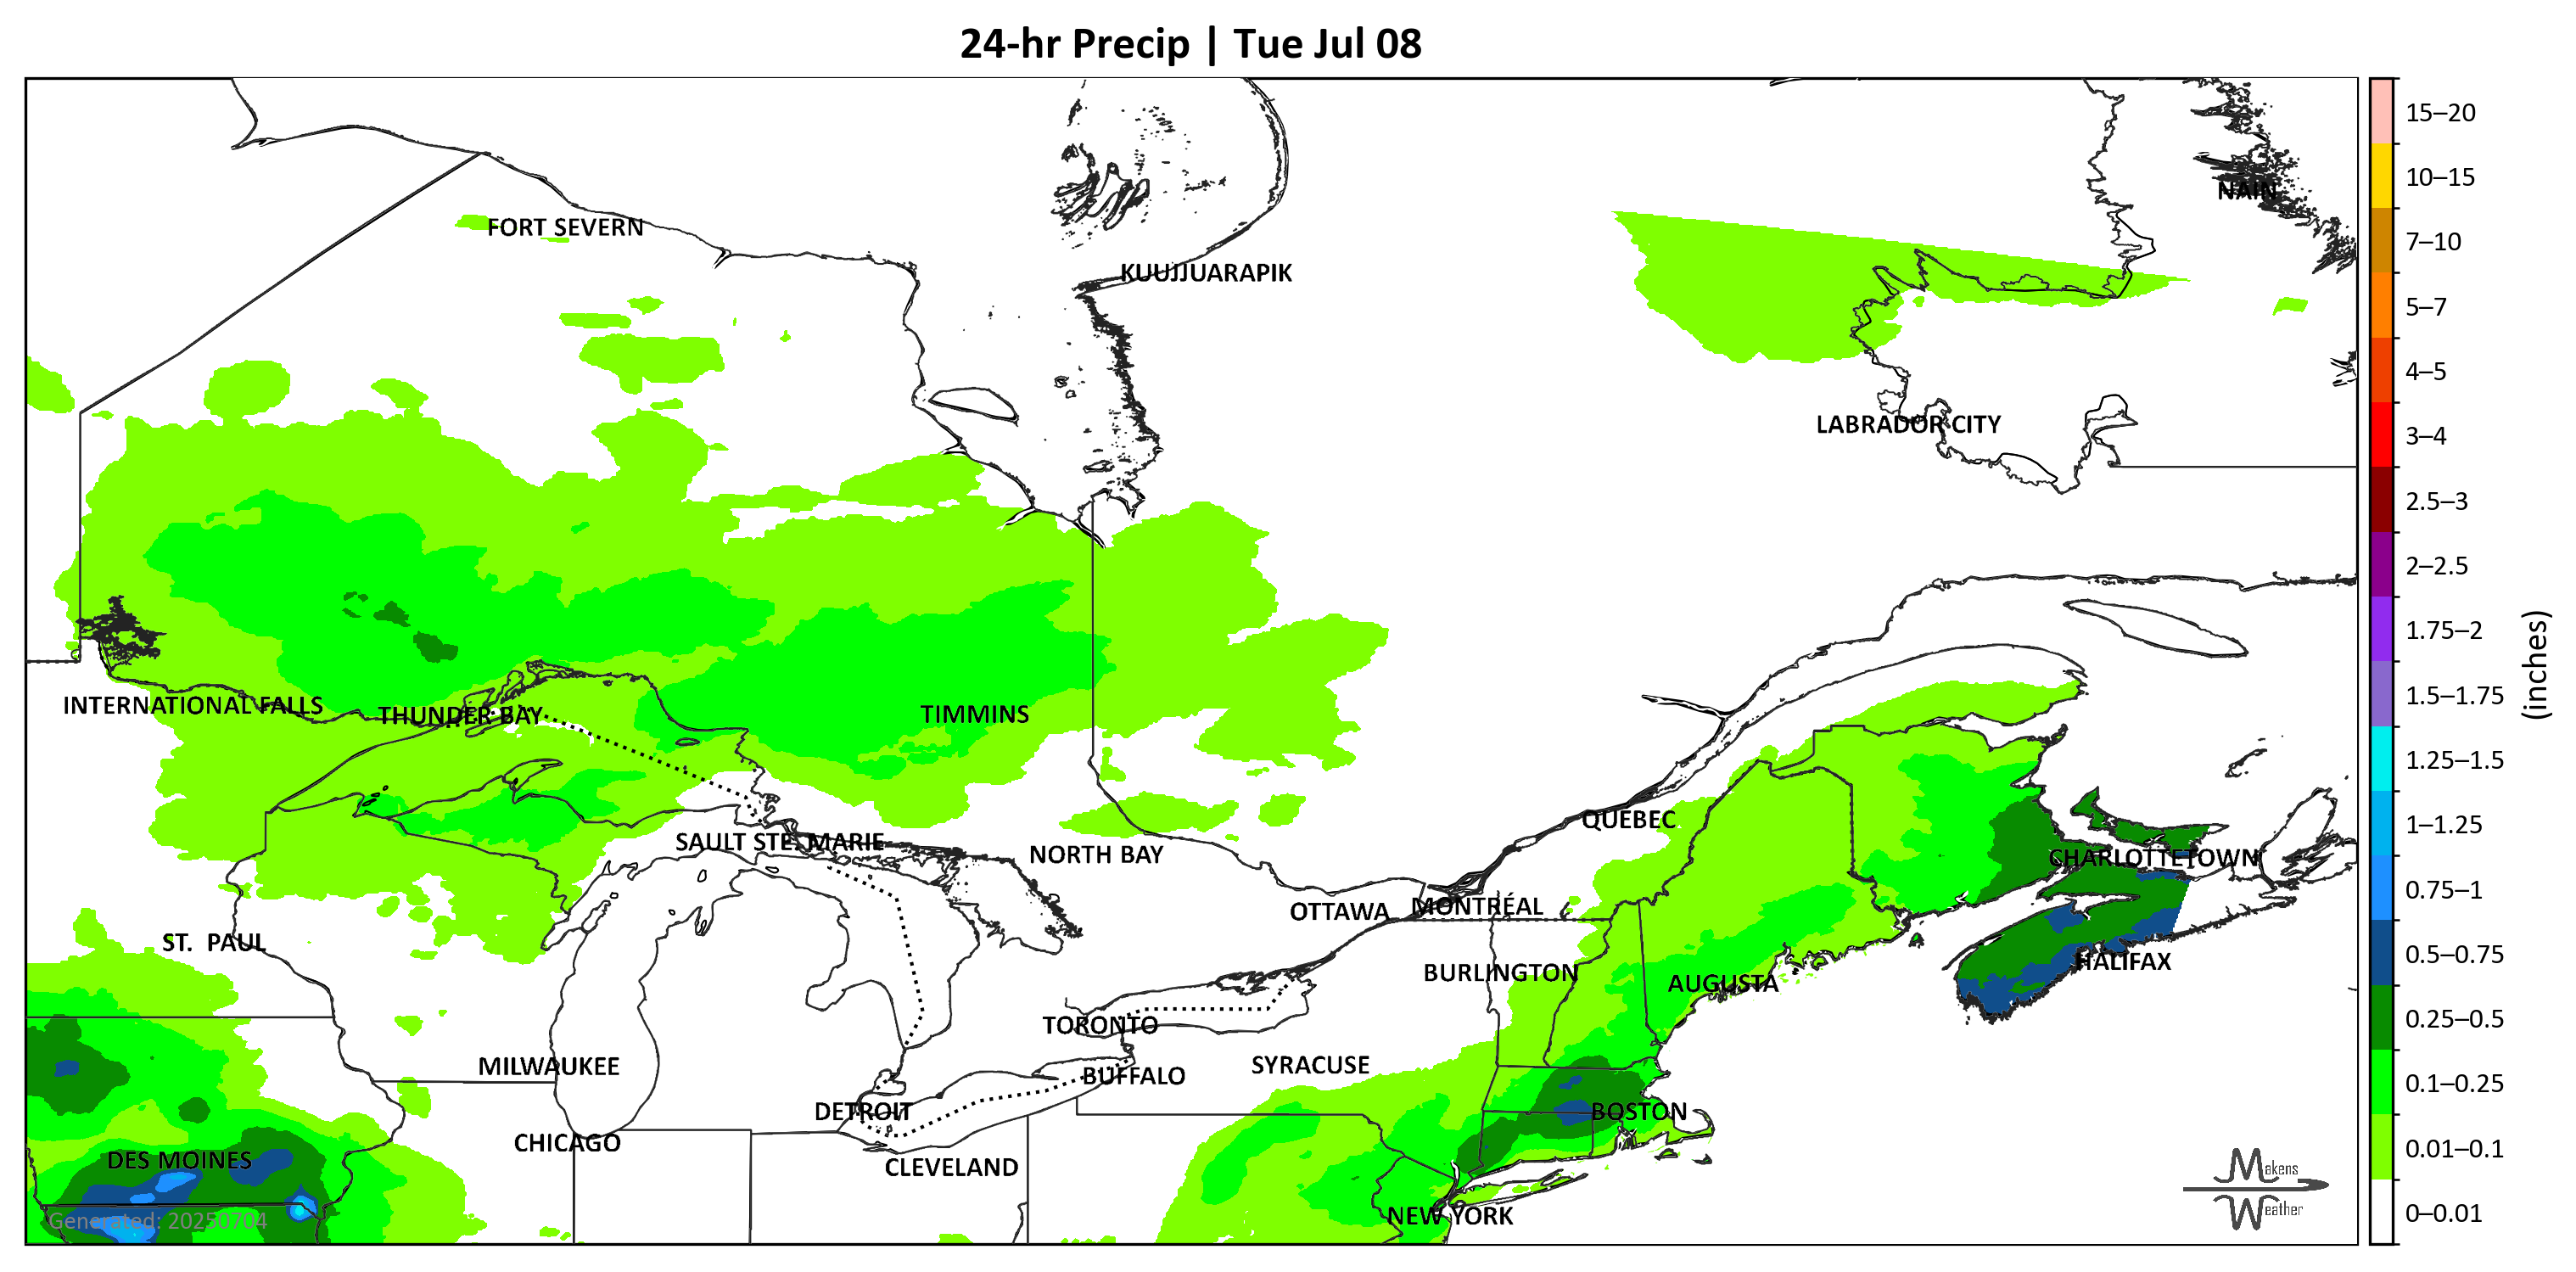 24-hr Precip | Tue Jul 08
NAIN
FORT SEVERN
KUUJJUARAPIK
LABRADOR CITY
INTERNATIONAL FALLS
THUNDER BAY
TIMMINS
SAULT STE. MARIE
NORTH BAY
QUEBEC
CHARLOTTETOWN
OTTAWA
MONTRÉAL
ST. PAUL
BURLINGTON
AUGUSTA
HALIFAX
TORONTO
MILWAUKEE
BUFFALO
SYRACUSE
DETROIT
BOSTON
CHICAGO
CLEVELAND
DES MOINES
NEW YORK
Generated: 20250704
Makens
Weather
15–20
10–15
7–10
5–7
4–5
3–4
2.5–3
2–2.5
1.75–2
1.5–1.75
1.25–1.5
1–1.25
0.75–1
0.5–0.75
0.25–0.5
0.1–0.25
0.01–0.1
0–0.01
(inches)